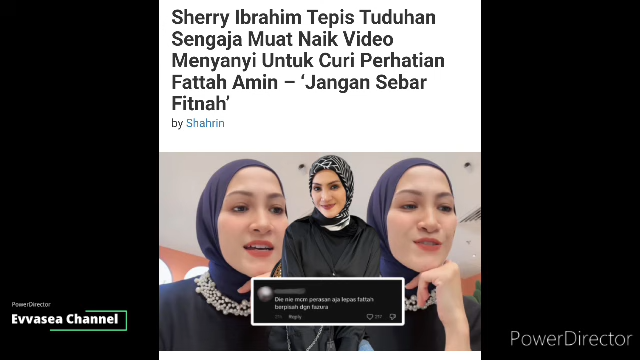 Sherry Ibrahim Tepis Tuduhan
Sengaja Muat Naik Video
Menyanyi Untuk Curi Perhatian
Fattah Amin – ‘Jangan Sebar
Fitnah’
by Shahrin
Die nie mcm perasan aja lepas fattah
berpisah dgn fazura
Reply
PowerDirector
Evvasea Channel
PowerDirector